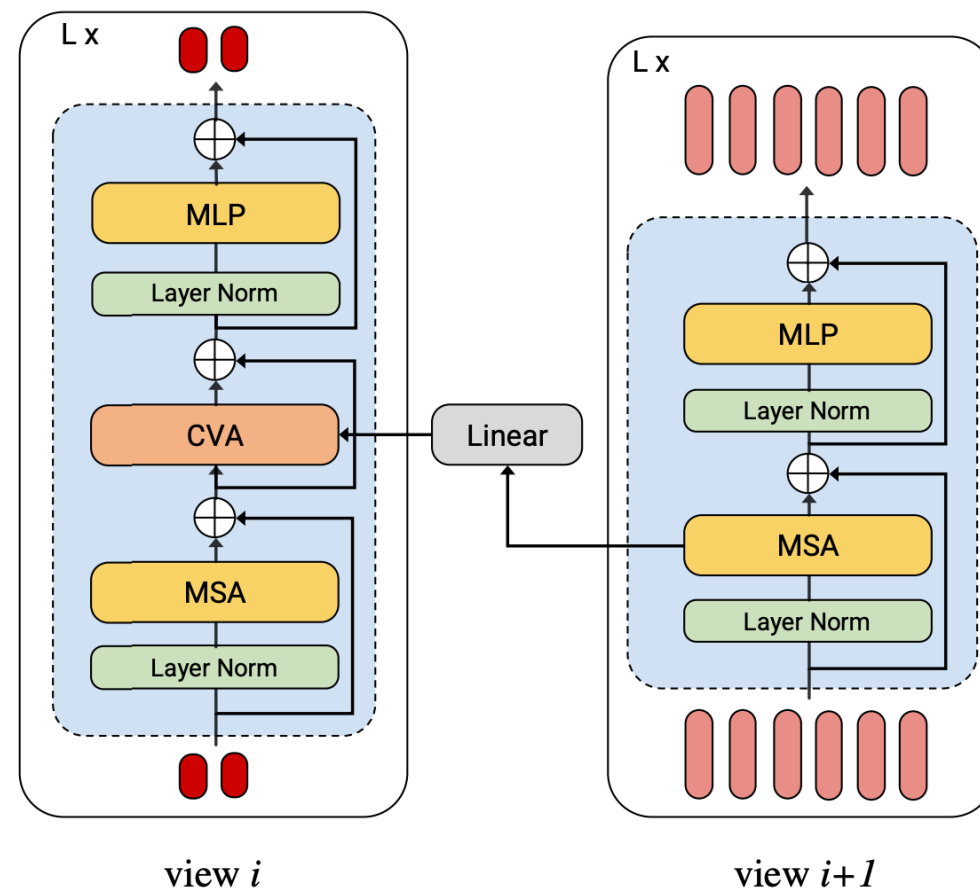 L x
MLP
Layer Norm
CVA
MSA
Layer Norm
view i
Linear
L x
MLP
Layer Norm
MSA
Layer Norm
view i+1